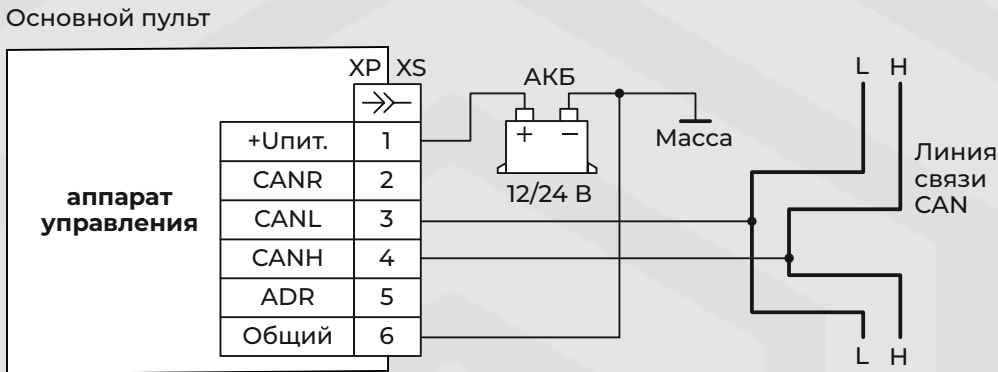 Основной пульт
XP XS
АКБ
L H
+Uпит. 1
+ −
Масса
CANR 2
12/24 В
Линия
связи
CAN
аппарат
управления
CANL 3
CANH 4
ADR 5
Общий 6
L H